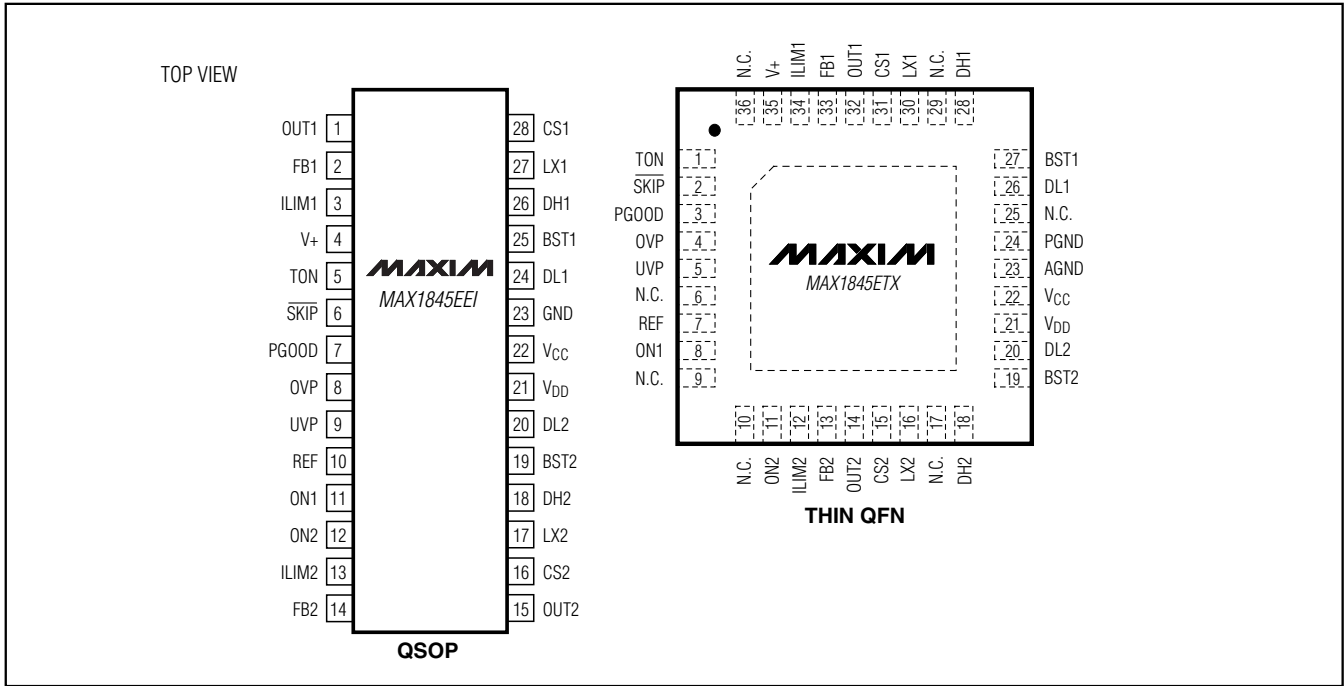 TOP VIEW
OUT1 1
FB1 2
ILIM1 3
V+ 4
TON 5
SKIP 6
PGOOD 7
OVP 8
UVP 9
REF 10
ON1 11
ON2 12
ILIM2 13
FB2 14
MAXIM
MAX1845EEI
28 CS1
27 LX1
26 DH1
25 BST1
24 DL1
23 GND
22 VCC
21 VDD
20 DL2
19 BST2
18 DH2
17 LX2
16 CS2
15 OUT2
QSOP
N.C. V+ ILIM1 FB1 OUT1 CS1 LX1 N.C. DH1
36 35 34 33 32 31 30 29 28
TON 1
SKIP 2
PGOOD 3
OVP 4
UVP 5
N.C. 6
REF 7
ON1 8
N.C. 9
MAXIM
MAX1845ETX
27 BST1
26 DL1
25 N.C.
24 PGND
23 AGND
22 VCC
21 VDD
20 DL2
19 BST2
10 11 12 13 14 15 16 17 18
N.C. ON2 ILIM2 FB2 OUT2 CS2 LX2 N.C. DH2
THIN QFN